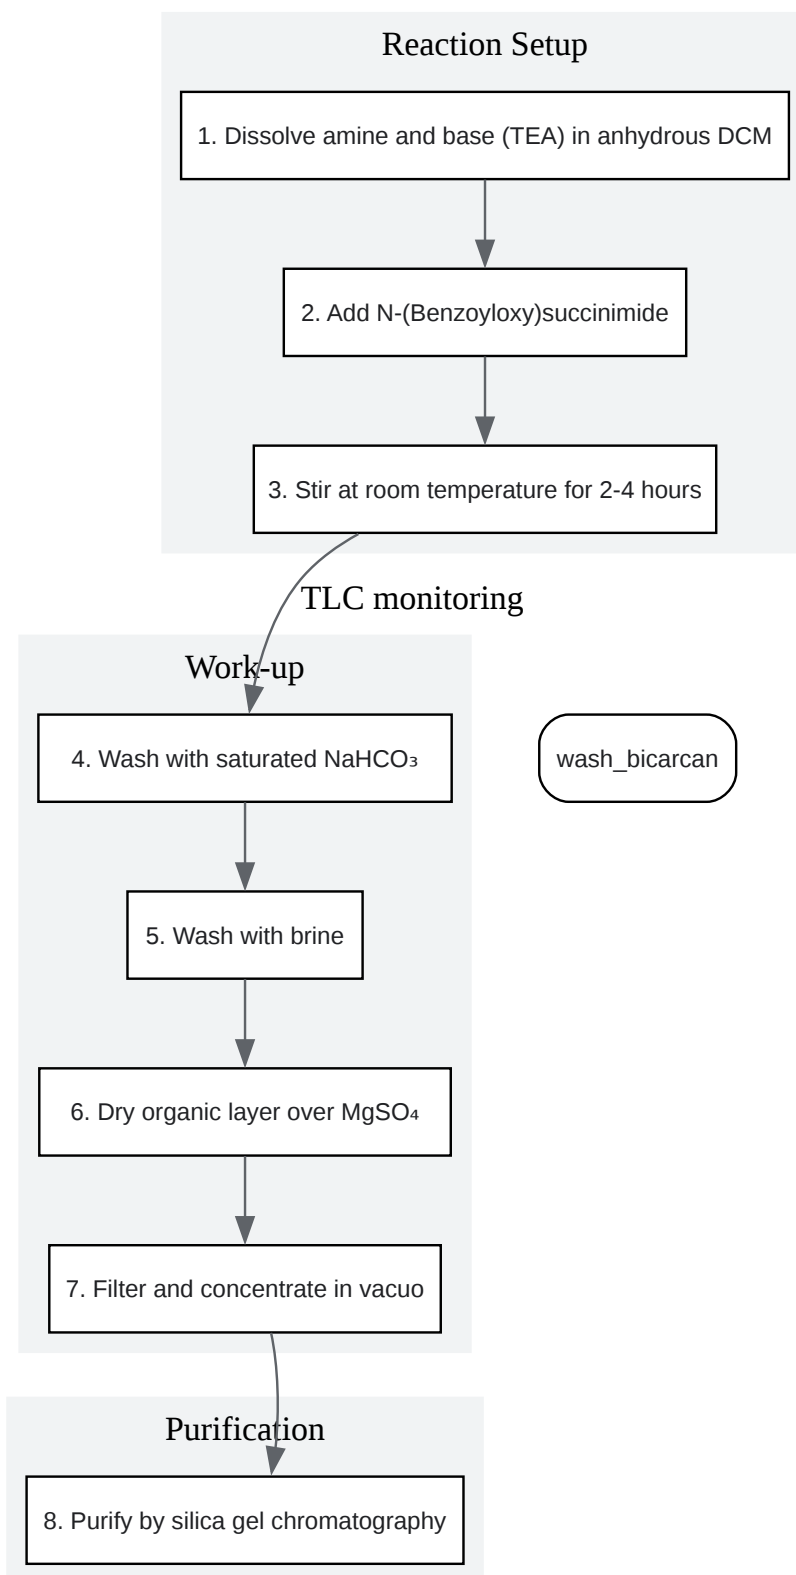 Reaction Setup
1. Dissolve amine and base (TEA) in anhydrous DCM
2. Add N-(Benzoyloxy)succinimide
3. Stir at room temperature for 2-4 hours
TLC monitoring
Work-up
4. Wash with saturated NaHCO₃
wash_bicarcan
5. Wash with brine
6. Dry organic layer over MgSO₄
7. Filter and concentrate in vacuo
Purification
8. Purify by silica gel chromatography